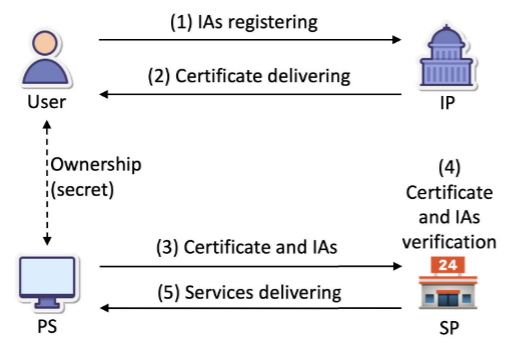 (1) IAs registering
(2) Certificate delivering
User
IP
Ownership
(secret)
(4)
Certificate
and IAs
verification
(3) Certificate and IAs
24
(5) Services delivering
PS
SP